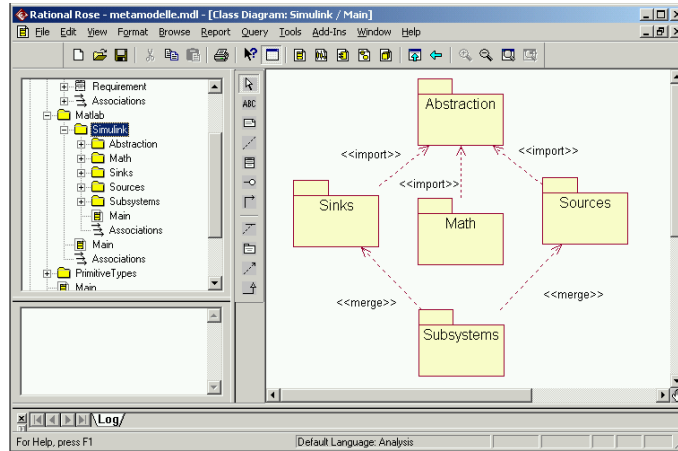 Rational Rose - metamodelle.mdl - [Class Diagram: Simulink / Main]
File Edit View Format Browse Report Query Tools Add-Ins Window Help
Requirement
Associations
Matlab
Simulink
Abstraction
Math
Sinks
Sources
Subsystems
Main
Associations
Main
Associations
PrimitiveTypes
Main
ABC
Abstraction
<<import>>
<<import>>
<<import>>
Sinks
Math
Sources
<<merge>>
<<merge>>
Subsystems
Log
For Help, press F1
Default Language: Analysis